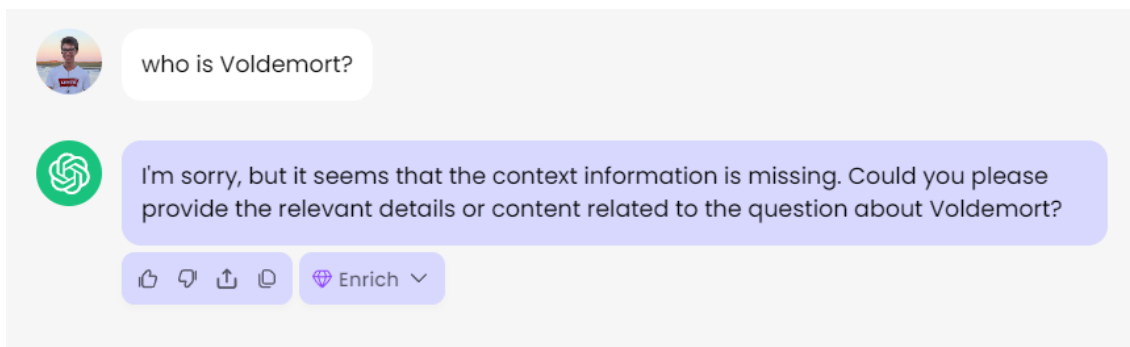 who is Voldemort?
I'm sorry, but it seems that the context information is missing. Could you please
provide the relevant details or content related to the question about Voldemort?
Enrich